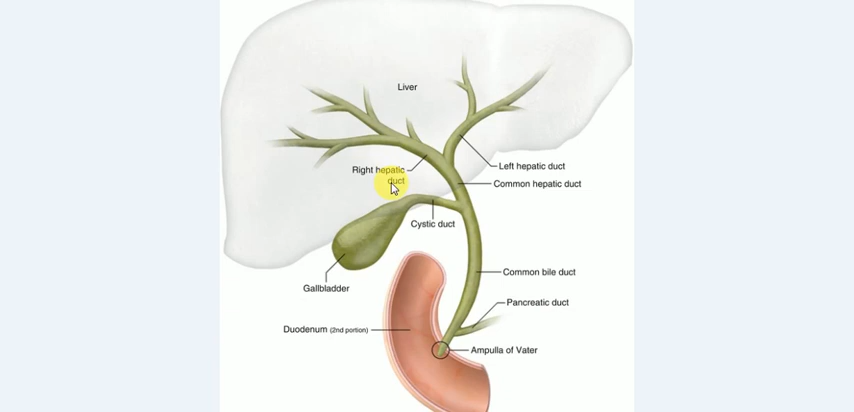 Liver
Left hepatic duct
Right hepatic
duct
Common hepatic duct
Cystic duct
Common bile duct
Gallbladder
Pancreatic duct
Duodenum (2nd portion)
Ampulla of Vater